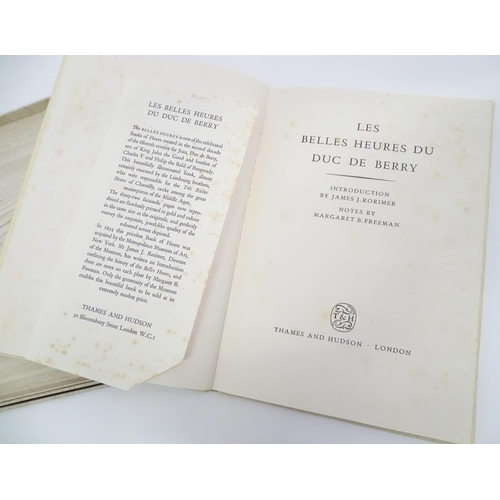 LES BELLES HEURES
DU DUC DE BERRY
The BELLES HEURES is one of the celebrated
Books of Hours created in the second decade
of the fifteenth century for Jean, Duc de Berry,
son of King John the Good and brother of
Charles V and Philip the Bold of Burgundy.
This beautifully illustrated book, almost
certainly executed by the Limbourg brothers,
who were responsible for the Très Riches
Heures of Chantilly, ranks among the great
masterpieces of the Middle Ages.
The thirty-two facsimile pages now repro-
duced are flawlessly printed in gold and colour
in the same size as the originals, and perfectly
convey the exquisite, jewel-like quality of the
coloured scenes depicted.
In 1954 this priceless Book of Hours was
acquired by the Metropolitan Museum of Art,
New York. Mr James J. Rorimer, Director
of the Museum, has written an Introduction
outlining the history of the Belles Heures, and
there are notes on each plate by Margaret B.
Freeman. Only the generosity of the Museum
enables this beautiful book to be sold at its
extremely modest price.
THAMES AND HUDSON
30 Bloomsbury Street London W.C.1
LES
BELLES HEURES DU
DUC DE BERRY
INTRODUCTION
BY JAMES J. RORIMER
NOTES BY
MARGARET B. FREEMAN
T&H
THAMES AND HUDSON · LONDON